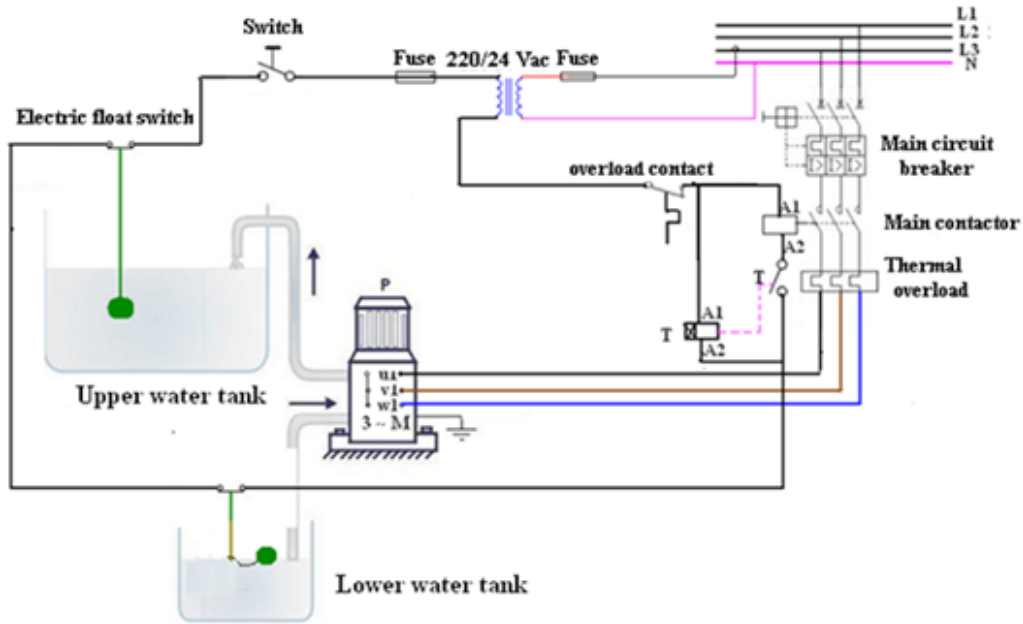 Switch
L1
L2
L3
N
Fuse
220/24 Vac
Fuse
Electric float switch
Main circuit
breaker
overload contact
A1
Main contactor
A2
T
Thermal
overload
P
T
A1
A2
u1
v1
w1
3 ~ M
Upper water tank
Lower water tank